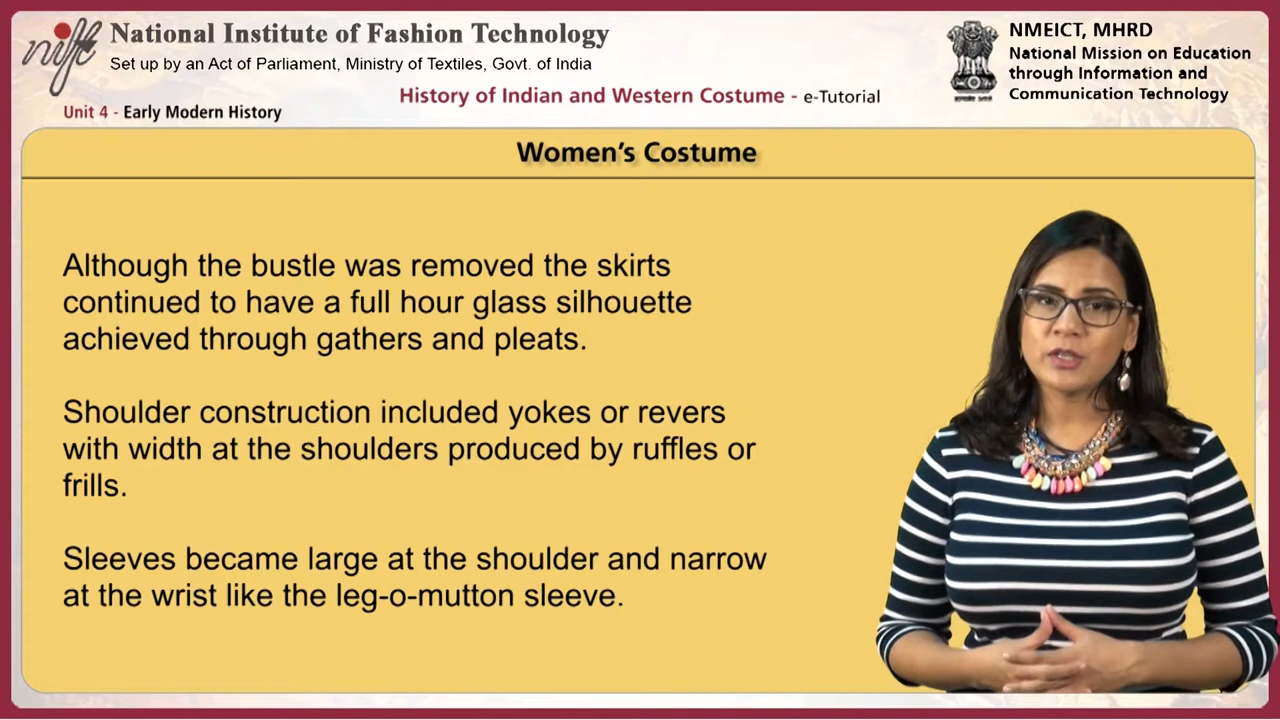 nift
National Institute of Fashion Technology
Set up by an Act of Parliament, Ministry of Textiles, Govt. of India
NMEICT, MHRD
National Mission on Education
through Information and
Communication Technology
History of Indian and Western Costume - e-Tutorial
Unit 4 - Early Modern History
Women's Costume
Although the bustle was removed the skirts
continued to have a full hour glass silhouette
achieved through gathers and pleats.
Shoulder construction included yokes or revers
with width at the shoulders produced by ruffles or
frills.
Sleeves became large at the shoulder and narrow
at the wrist like the leg-o-mutton sleeve.